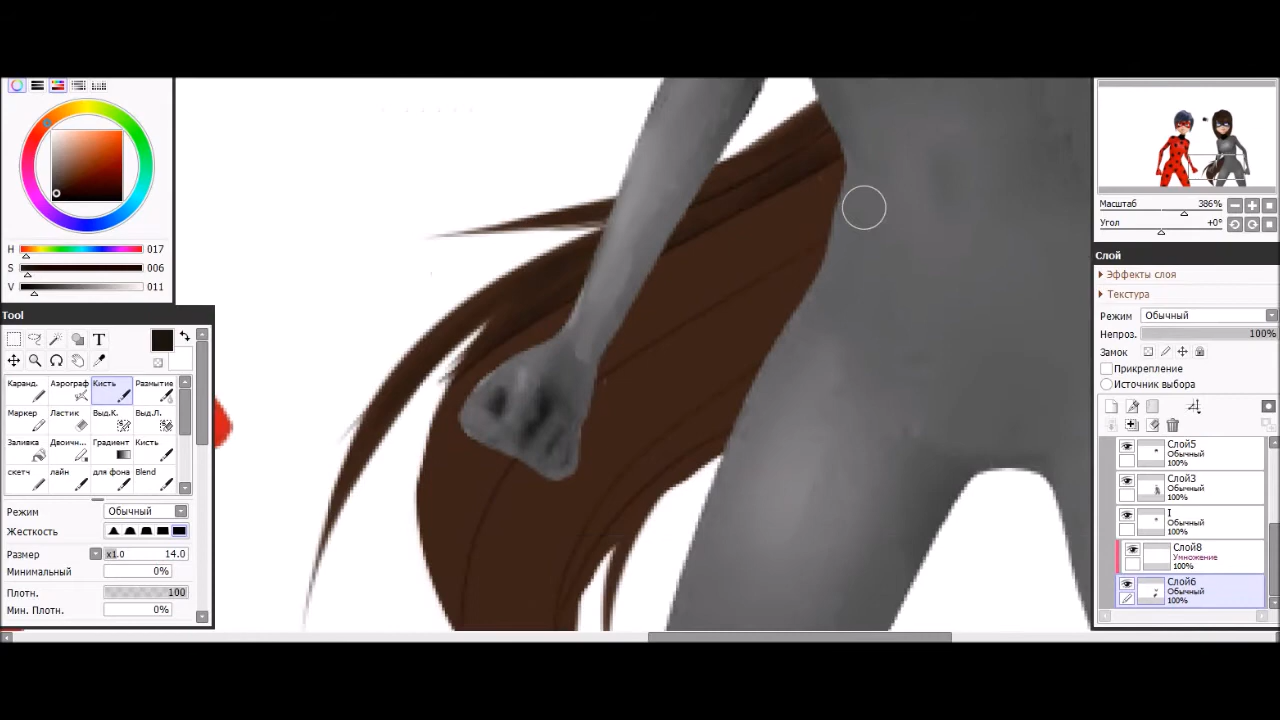 H 017
S 006
V 011
Tool
T
Каранд.
Аэрограф
Кисть
Размытие
Маркер
Ластик
Выд.К.
Выд.Л.
Заливка
Двоичн...
Градиент
Кисть
скетч
лайн
для фона
Blend
Режим Обычный
Жесткость
Размер x1.0 14.0
Минимальный 0%
Плотн. 100
Мин. Плотн. 0%
Масштаб 386%
Угол +0°
Слой
Эффекты слоя
Текстура
Режим Обычный
Непроз. 100%
Замок
Прикрепление
Источник выбора
Слой5
Обычный
100%
Слой3
Обычный
100%
I
Обычный
100%
Слой8
Умножение
100%
Слой6
Обычный
100%